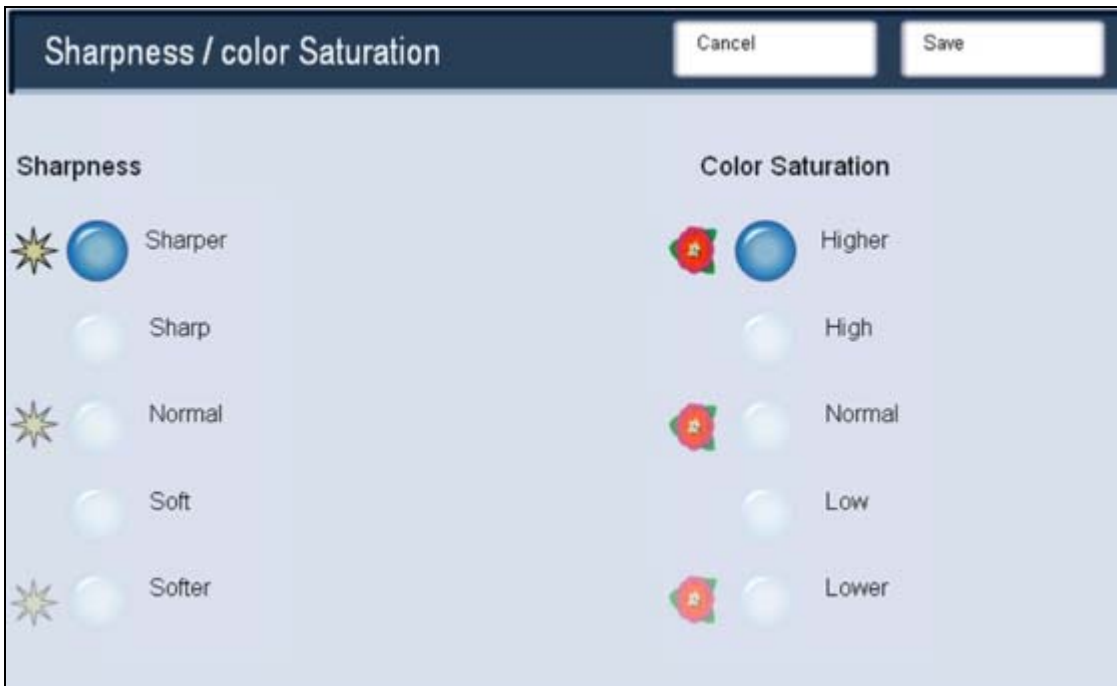 Sharpness / color Saturation
Cancel
Save
Sharpness
Sharper
Sharp
Normal
Soft
Softer
Color Saturation
Higher
High
Normal
Low
Lower